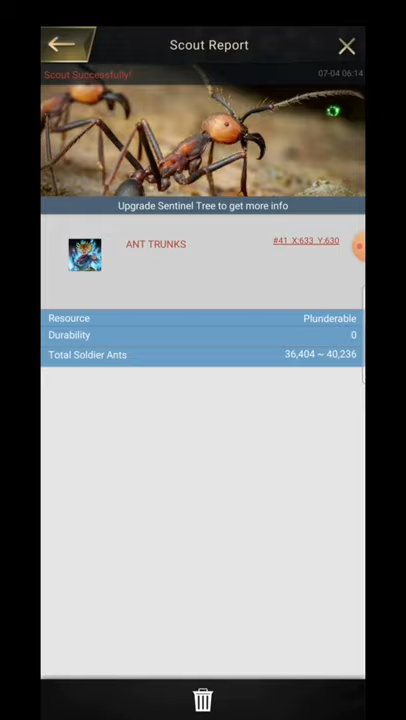 Scout Report
Scout Successfully!
07-04 06:14
Upgrade Sentinel Tree to get more info
ANT TRUNKS
#41 X:633 Y:630
Resource Plunderable
Durability 0
Total Soldier Ants 36,404 ~ 40,236